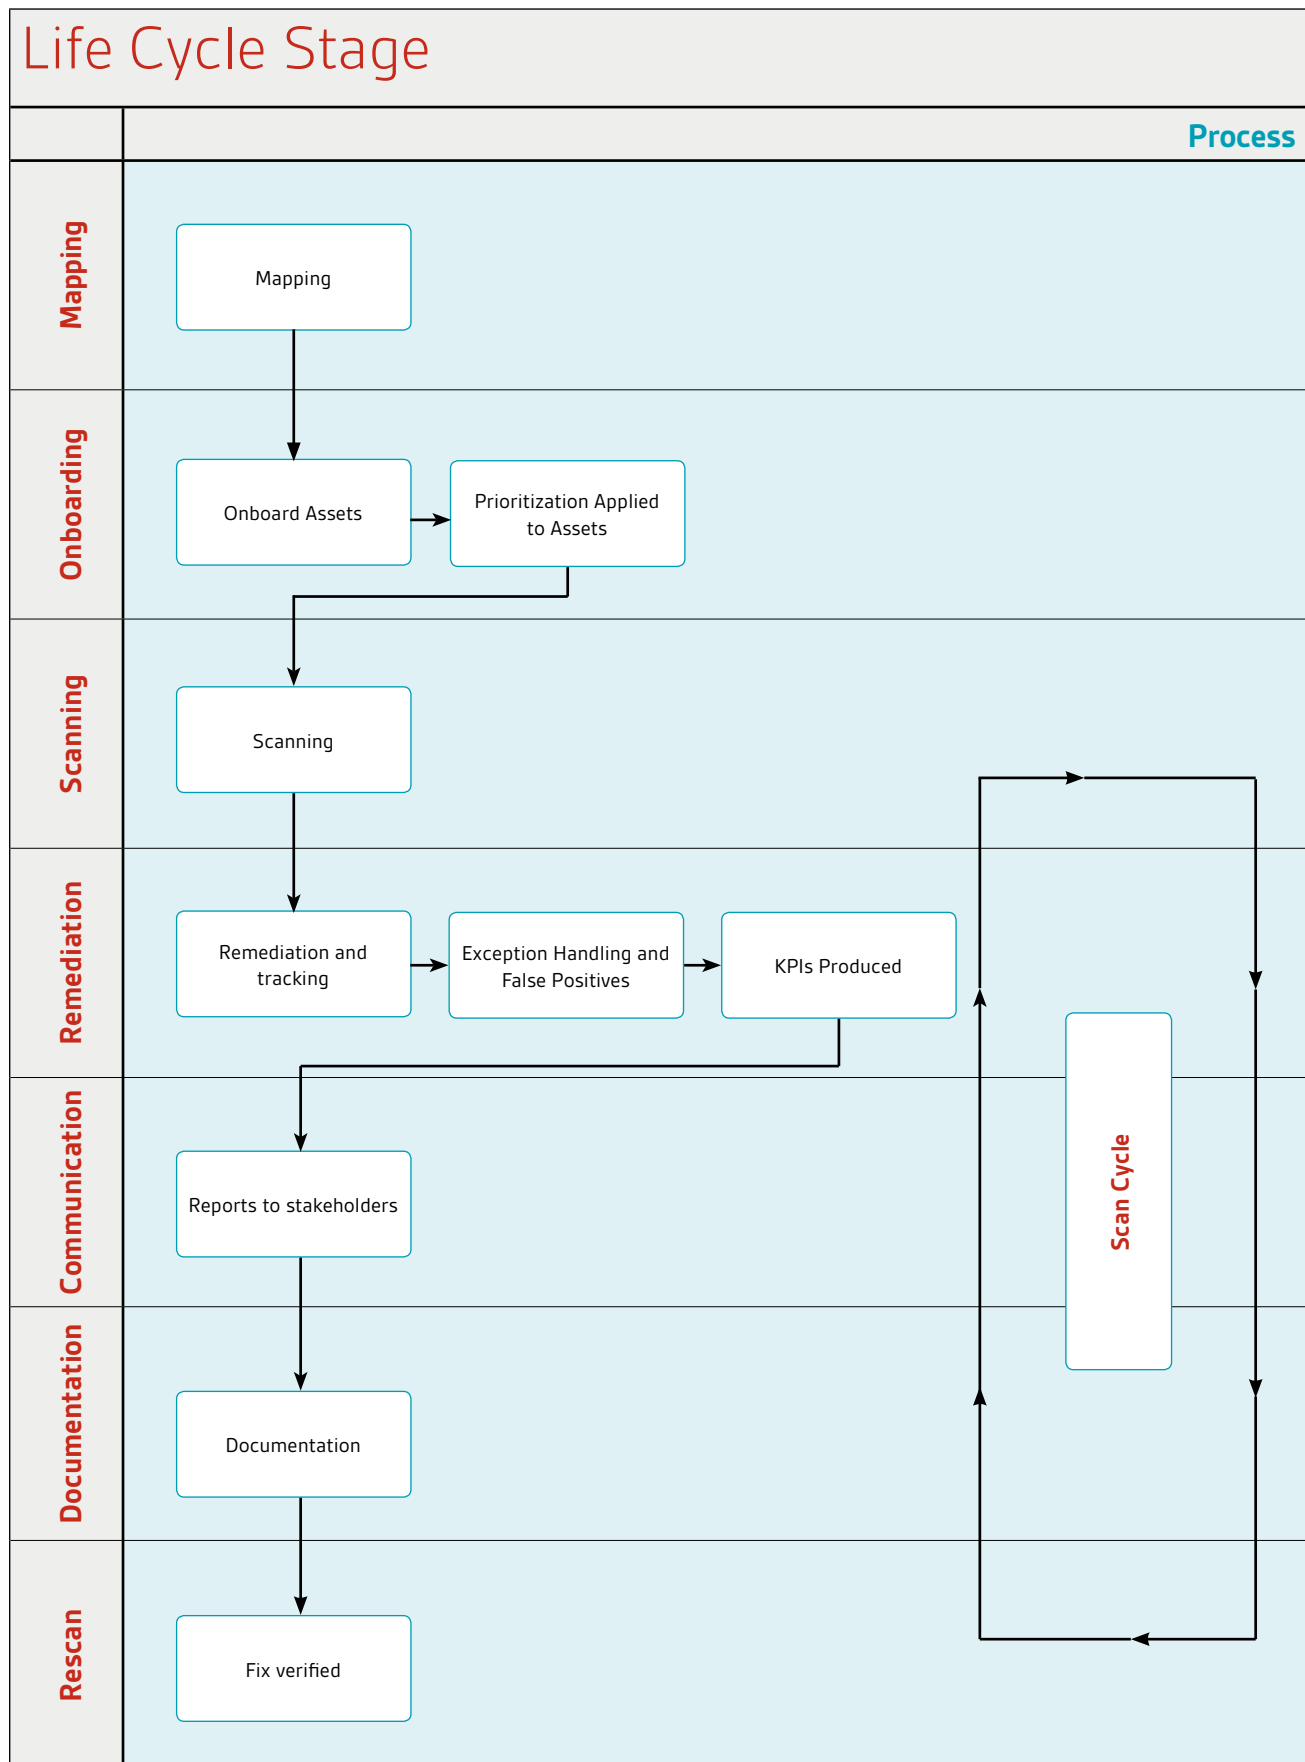 Life Cycle Stage
Process
Mapping
Mapping
Onboarding
Onboard Assets
Prioritization Applied
to Assets
Scanning
Scanning
Remediation
Remediation and
tracking
Exception Handling and
False Positives
KPIs Produced
Scan Cycle
Communication
Reports to stakeholders
Documentation
Documentation
Rescan
Fix verified